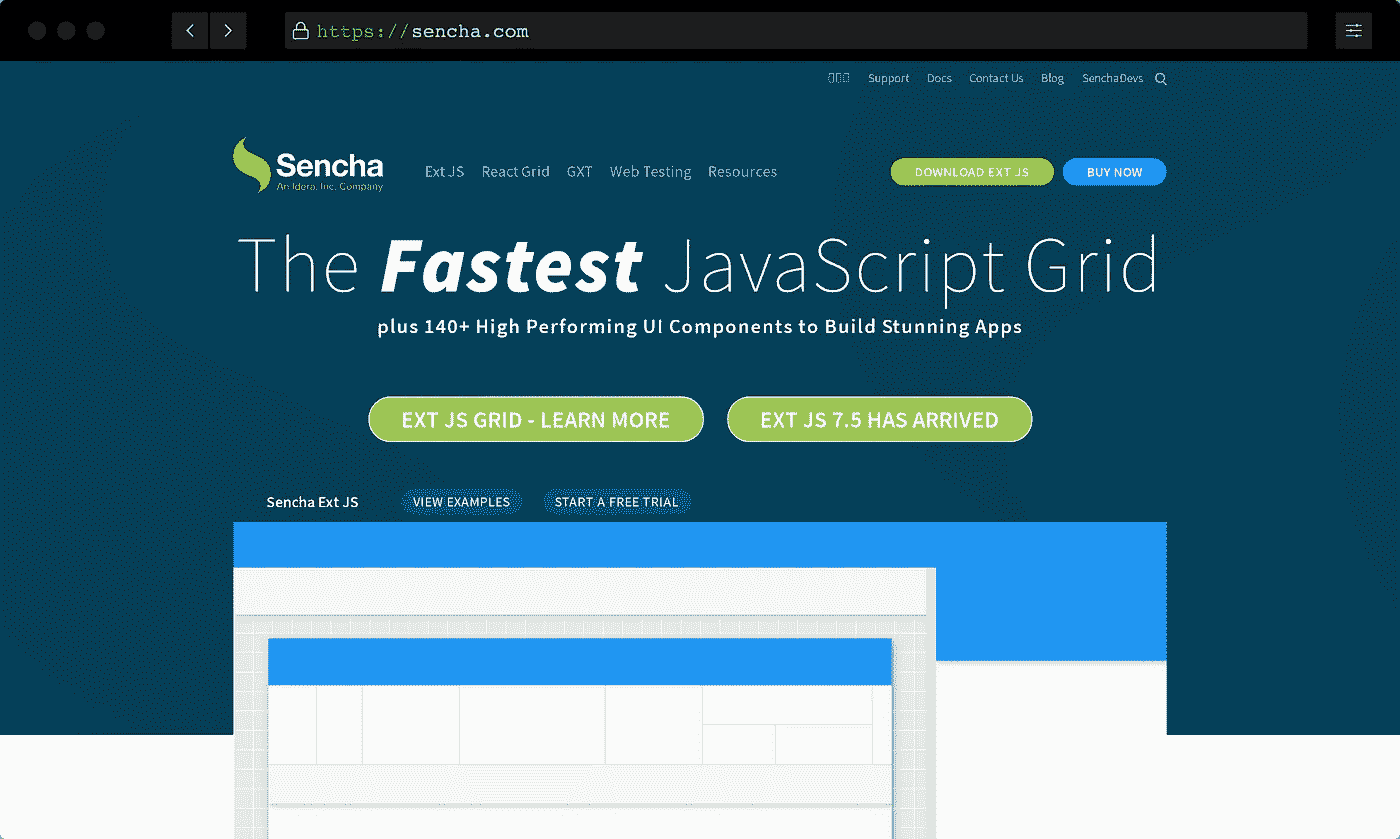 https://sencha.com
Support Docs Contact Us Blog SenchaDevs
Sencha
An Idera, Inc. Company
Ext JS React Grid GXT Web Testing Resources
DOWNLOAD EXT JS BUY NOW
The Fastest JavaScript Grid
plus 140+ High Performing UI Components to Build Stunning Apps
EXT JS GRID - LEARN MORE EXT JS 7.5 HAS ARRIVED
Sencha Ext JS VIEW EXAMPLES START A FREE TRIAL